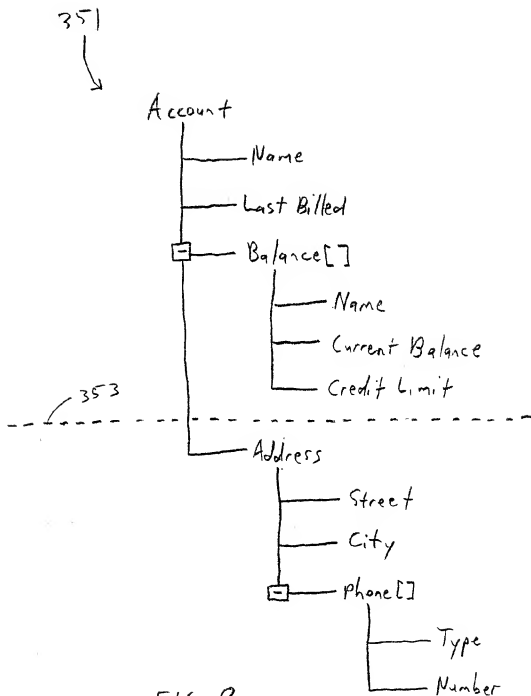 351
Account
Name
Last Billed
Balance[]
Name
Current Balance
Credit Limit
353
Address
Street
City
Phone[]
Type
Number